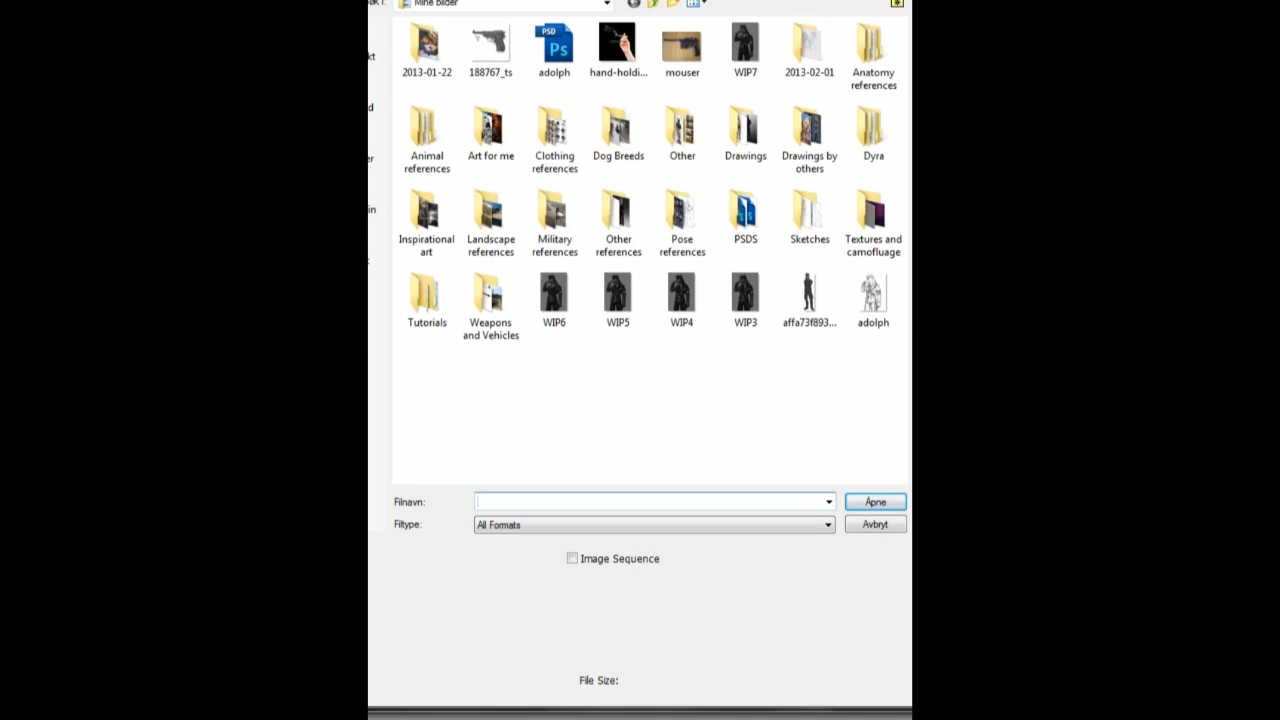 Mine bilder
kt
2013-01-22 188767_ts adolph hand-holdi... mouser WIP7 2013-02-01 Anatomy
references
PSD
Ps
d
Animal Art for me Clothing Dog Breeds Other Drawings Drawings by Dyra
references references others
er
in
Inspirational Landscape Military Other Pose PSDS Sketches Textures and
art references references references references camofluage
Tutorials Weapons WIP6 WIP5 WIP4 WIP3 affa73f893... adolph
and Vehicles
Filnavn: Åpne
Filtype: All Formats Avbryt
Image Sequence
File Size: